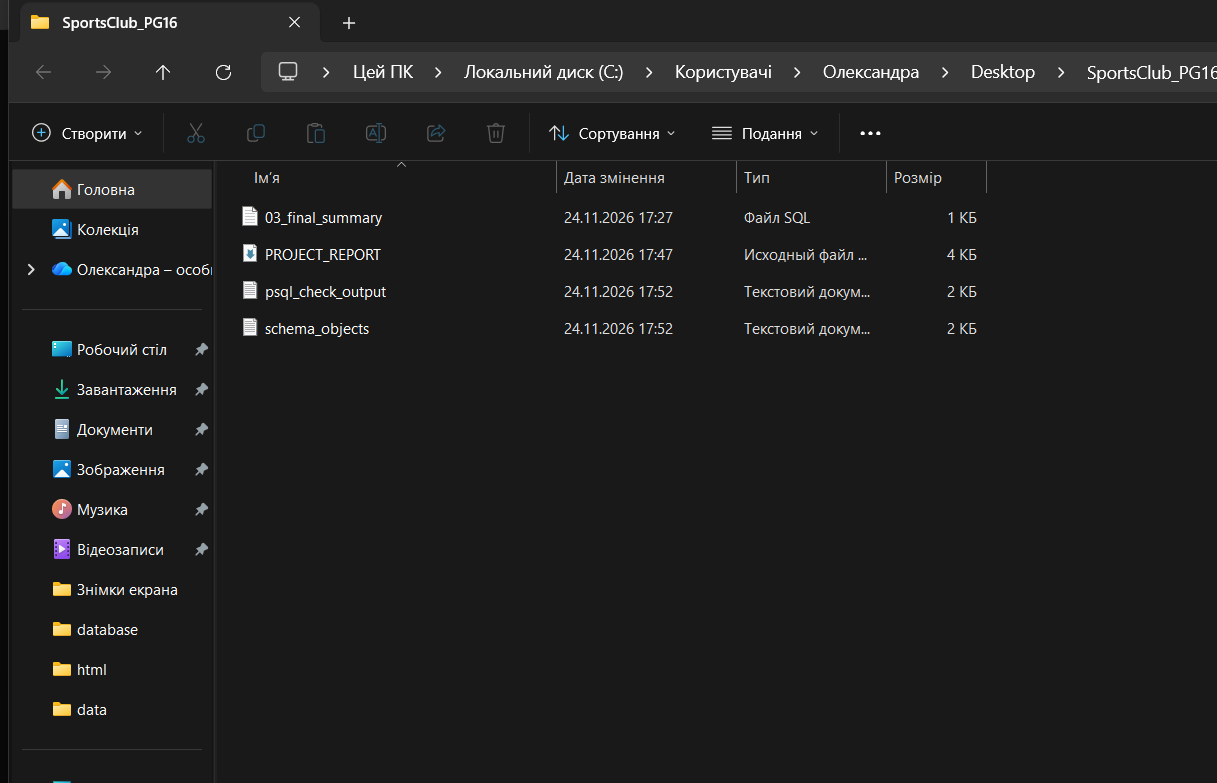 SportsClub_PG16
Цей ПК
Локальний диск (C:)
Користувачі
Олександра
Desktop
SportsClub_PG16
Створити
Сортування
Подання
Ім'я
Дата змінення
Тип
Розмір
03_final_summary 24.11.2026 17:27 Файл SQL 1 КБ
PROJECT_REPORT 24.11.2026 17:47 Исходный файл ... 4 КБ
psql_check_output 24.11.2026 17:52 Текстовий докум... 2 КБ
schema_objects 24.11.2026 17:52 Текстовий докум... 2 КБ
Головна
Колекція
Олександра – особи
Робочий стіл
Завантаження
Документи
Зображення
Музика
Відеозаписи
Знімки екрана
database
html
data